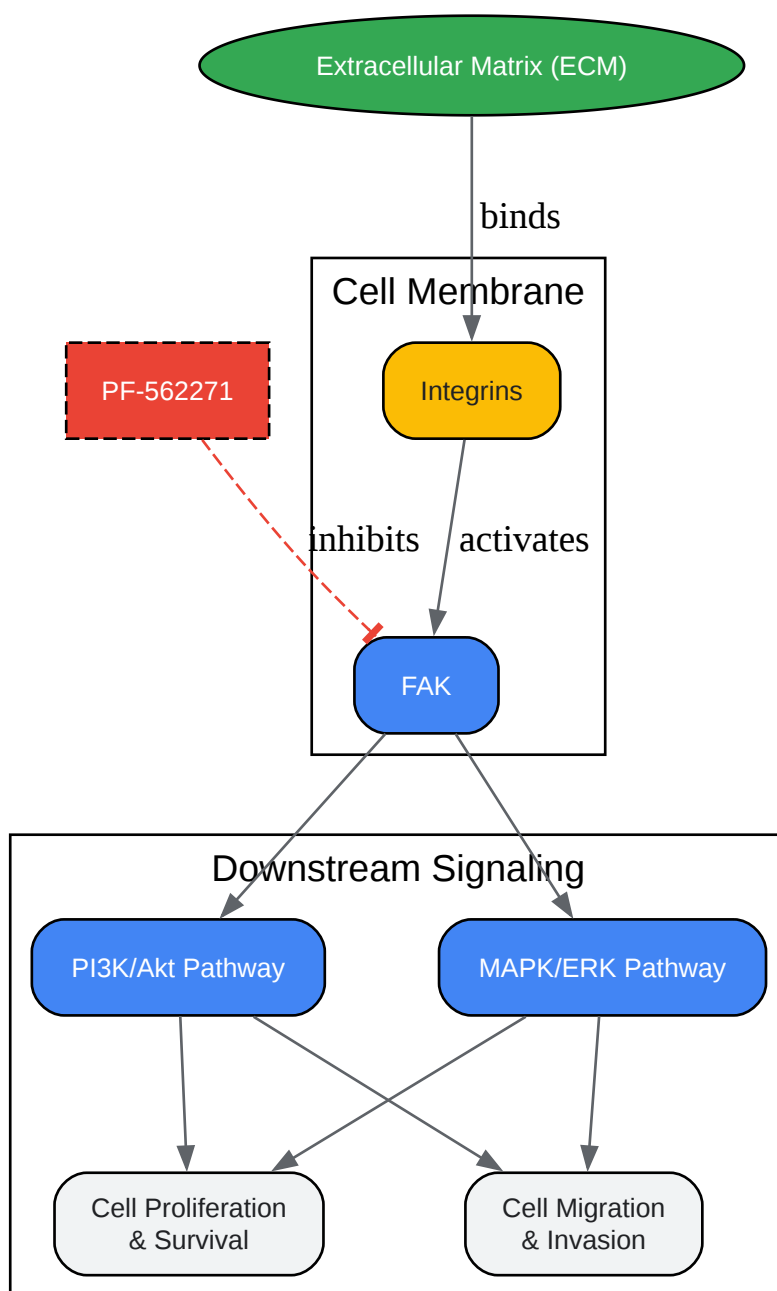 Extracellular Matrix (ECM)
binds
Cell Membrane
PF-562271
Integrins
inhibits
activates
FAK
Downstream Signaling
PI3K/Akt Pathway
MAPK/ERK Pathway
Cell Proliferation
& Survival
Cell Migration
& Invasion